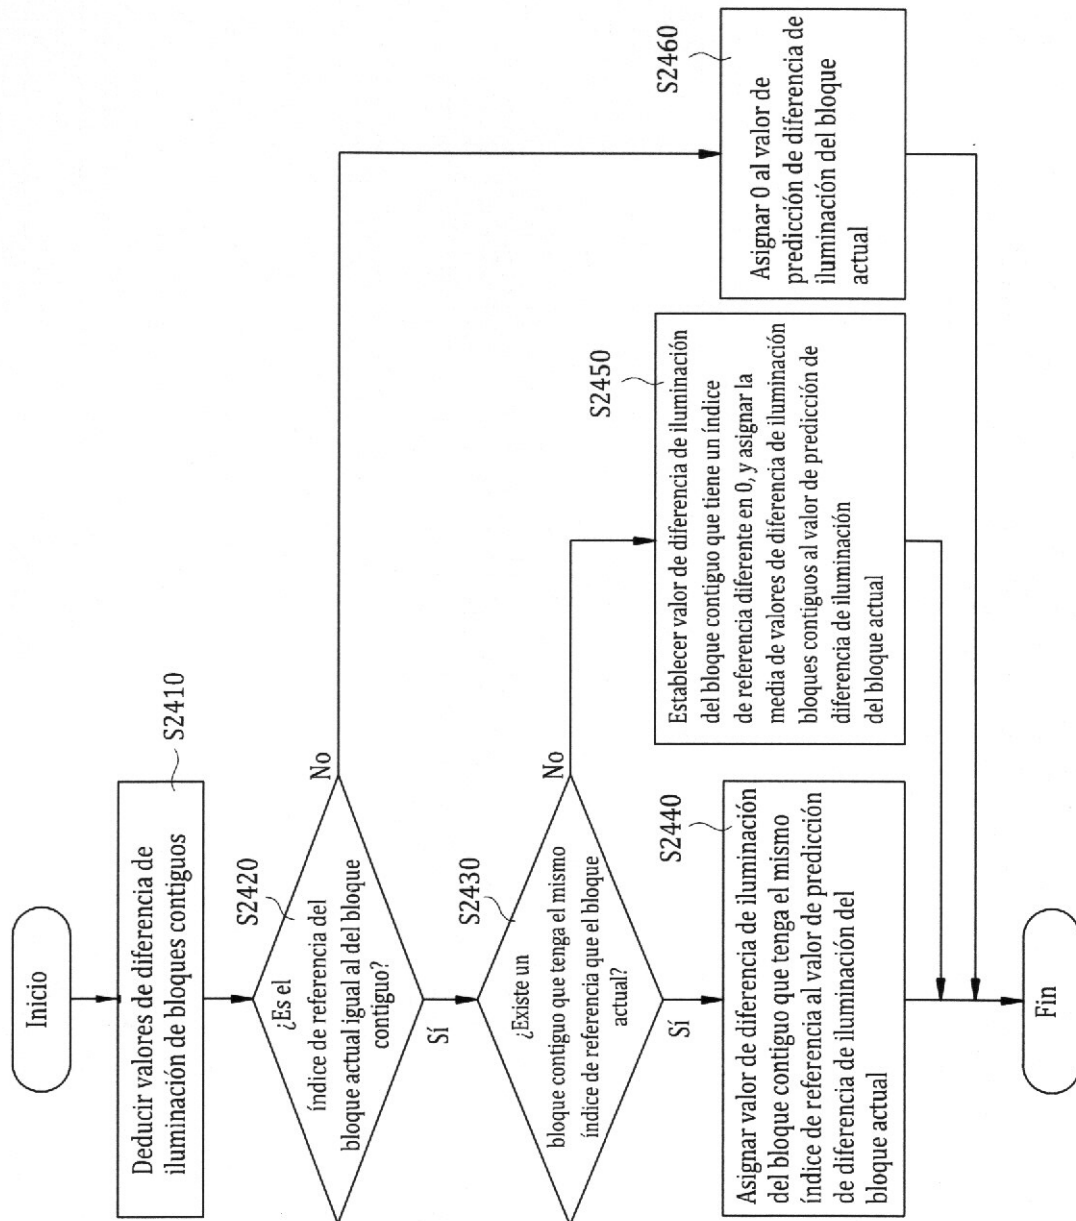 Inicio
S2410
Deducir valores de diferencia de
iluminación de bloques contiguos
S2420
¿Es el
índice de referencia del
bloque actual igual al del bloque
contiguo?
No
Sí
S2430
¿Existe un
bloque contiguo que tenga el mismo
índice de referencia que el bloque
actual?
No
Sí
S2440
Asignar valor de diferencia de iluminación
del bloque contiguo que tenga el mismo
índice de referencia al valor de predicción
de diferencia de iluminación del
bloque actual
S2450
Establecer valor de diferencia de iluminación
del bloque contiguo que tiene un índice
de referencia diferente en 0, y asignar la
media de valores de diferencia de iluminación
bloques contiguos al valor de predicción de
diferencia de iluminación
del bloque actual
S2460
Asignar 0 al valor de
predicción de diferencia de
iluminación del bloque
actual
Fin